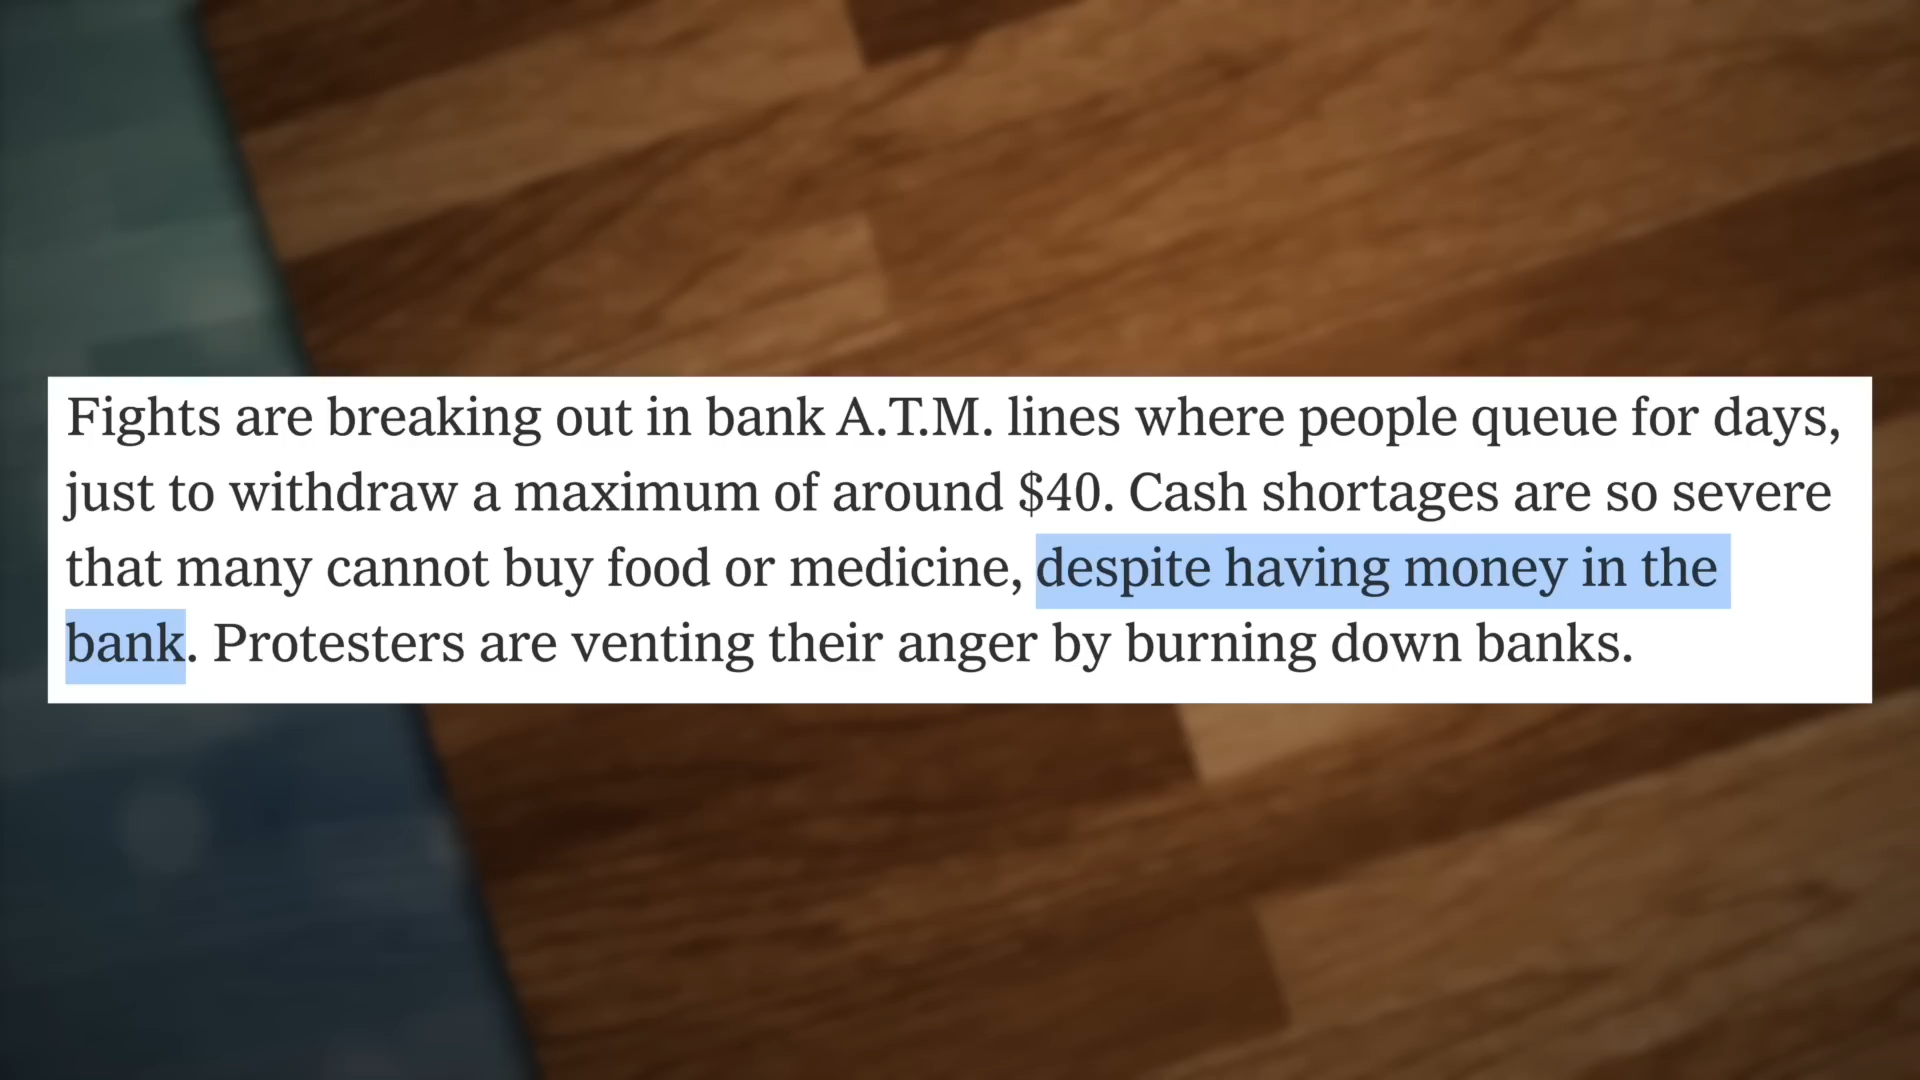 Fights are breaking out in bank A.T.M. lines where people queue for days,
just to withdraw a maximum of around $40. Cash shortages are so severe
that many cannot buy food or medicine, despite having money in the
bank. Protesters are venting their anger by burning down banks.